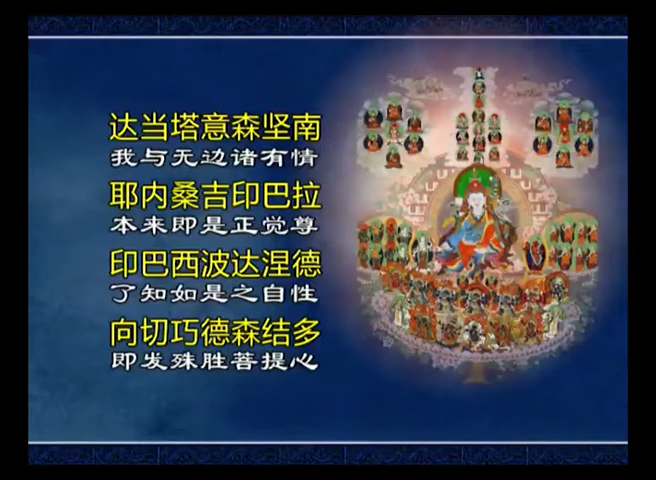 达当塔意森坚南
我与无边诸有情
耶内桑吉印巴拉
本来即是正觉尊
印巴西波达涅德
了知如是之自性
向切巧德森结多
即发殊胜菩提心